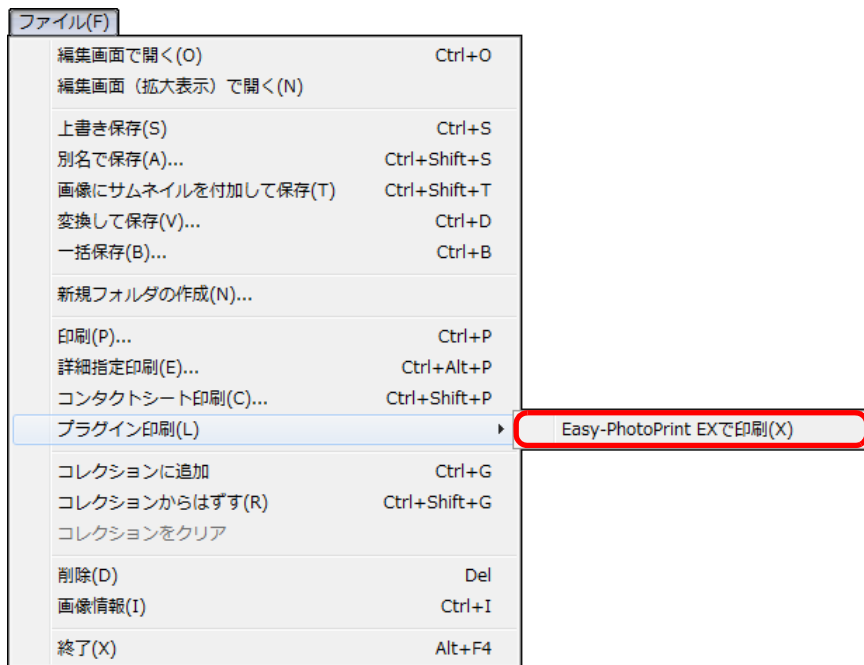 ファイル(F)
編集画面で開く(O) Ctrl+O
編集画面（拡大表示）で開く(N)
上書き保存(S) Ctrl+S
別名で保存(A)... Ctrl+Shift+S
画像にサムネイルを付加して保存(T) Ctrl+Shift+T
変換して保存(V)... Ctrl+D
一括保存(B)... Ctrl+B
新規フォルダの作成(N)...
印刷(P)... Ctrl+P
詳細指定印刷(E)... Ctrl+Alt+P
コンタクトシート印刷(C)... Ctrl+Shift+P
プラグイン印刷(L) Easy-PhotoPrint EXで印刷(X)
コレクションに追加 Ctrl+G
コレクションからはずす(R) Ctrl+Shift+G
コレクションをクリア
削除(D) Del
画像情報(I) Ctrl+I
終了(X) Alt+F4